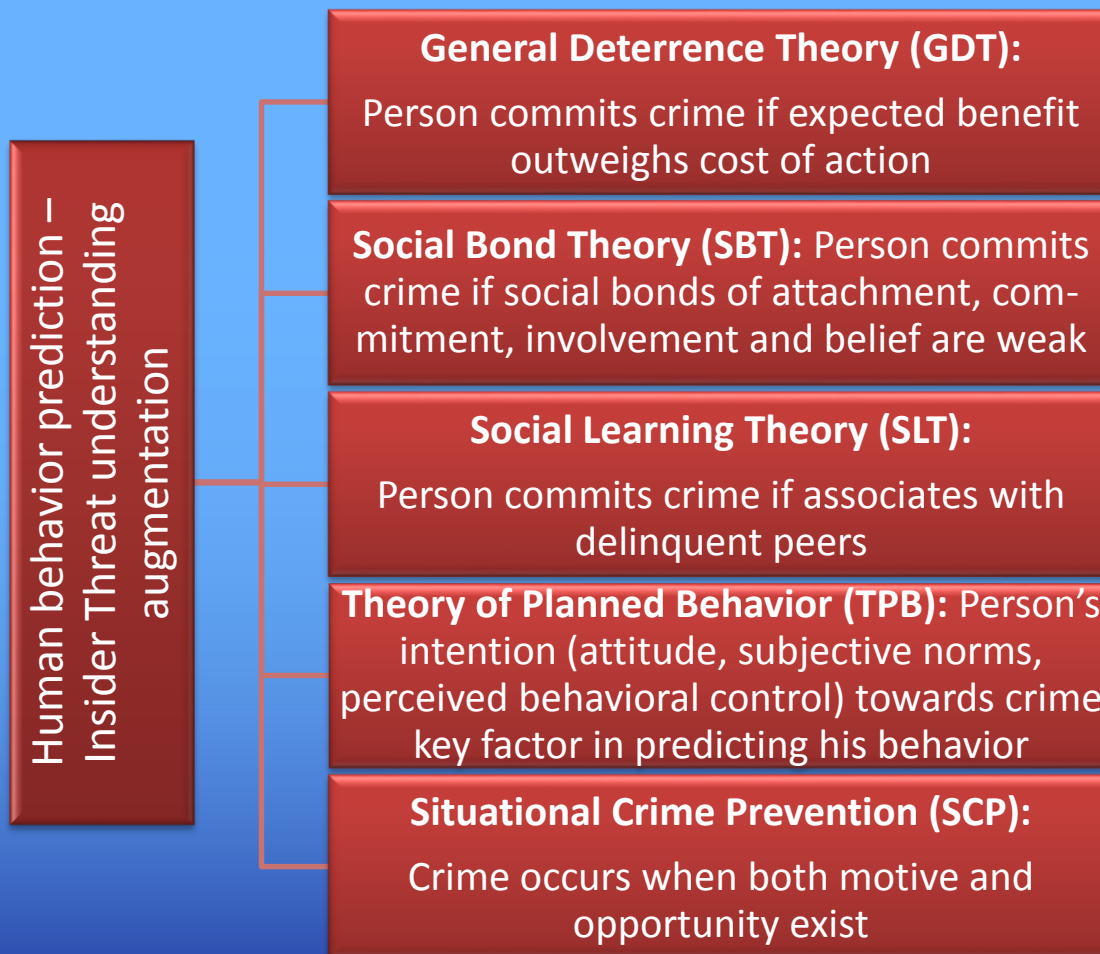 Human behavior prediction –
Insider Threat understanding
augmentation
General Deterrence Theory (GDT):
Person commits crime if expected benefit
outweighs cost of action
Social Bond Theory (SBT): Person commits
crime if social bonds of attachment, com-
mitment, involvement and belief are weak
Social Learning Theory (SLT):
Person commits crime if associates with
delinquent peers
Theory of Planned Behavior (TPB): Person’s
intention (attitude, subjective norms,
perceived behavioral control) towards crime
key factor in predicting his behavior
Situational Crime Prevention (SCP):
Crime occurs when both motive and
opportunity exist